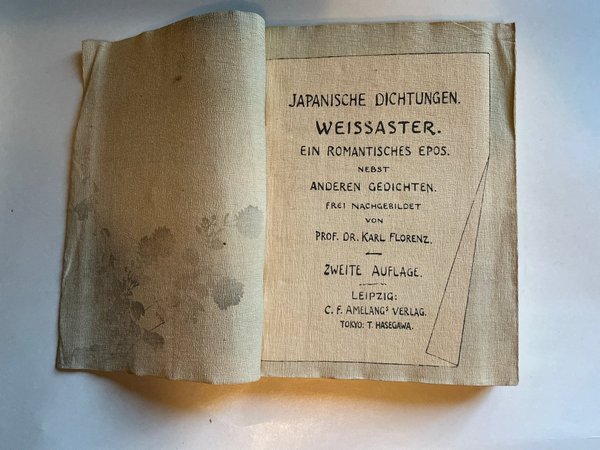 JAPANISCHE DICHTUNGEN.
WEISSASTER.
EIN ROMANTISCHES EPOS.
NEBST
ANDEREN GEDICHTEN.
FREI NACHGEBILDET
VON
PROF. DR. KARL FLORENZ.
ZWEITE AUFLAGE.
LEIPZIG:
C. F. AMELANGS VERLAG.
TOKYO: T. HASEGAWA.